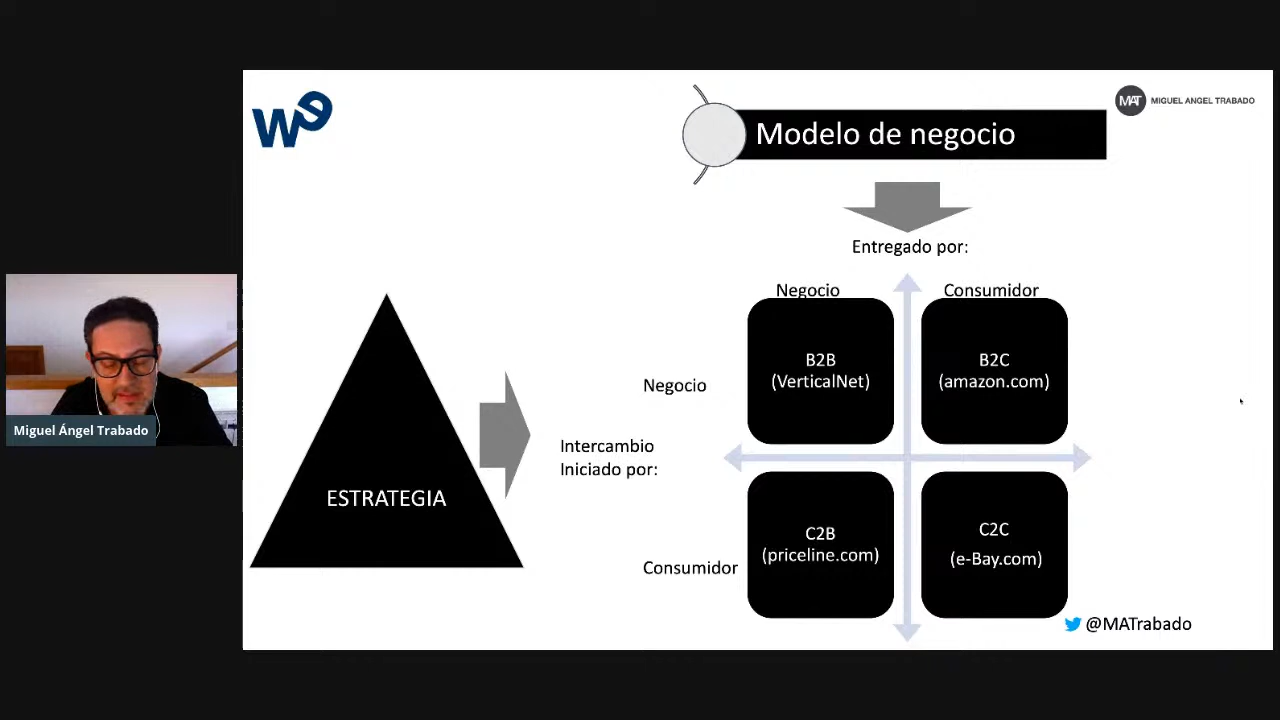 we
MAT MIGUEL ANGEL TRABADO
Modelo de negocio
Entregado por:
Negocio
Consumidor
B2B
(VerticalNet)
B2C
(amazon.com)
Negocio
Intercambio
Iniciado por:
ESTRATEGIA
C2B
(priceline.com)
C2C
(e-Bay.com)
Consumidor
@MATrabado
Miguel Ángel Trabado